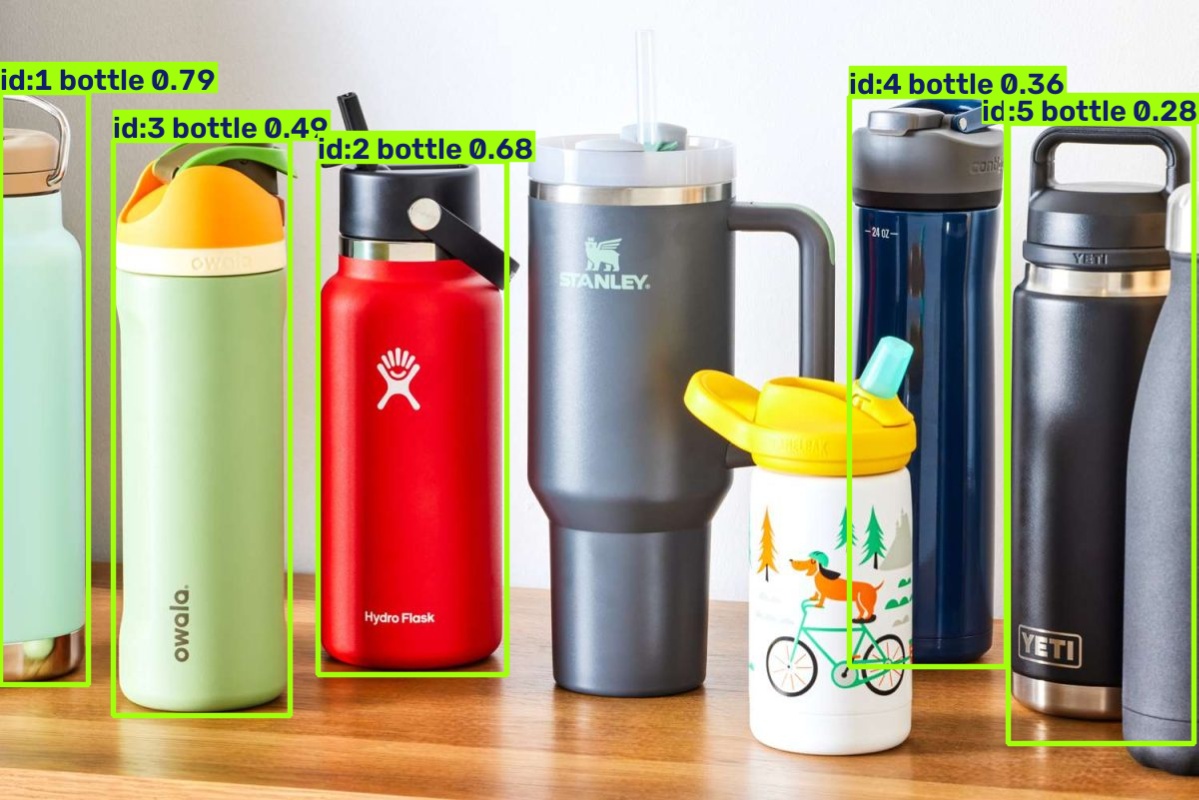 id:1 bottle 0.79
id:4 bottle 0.36
id:5 bottle 0.28
id:3 bottle 0.49
id:2 bottle 0.68
owala
24 OZ
YETI
STANLEY
CAMELBAK
Hydro Flask
owala
YETI